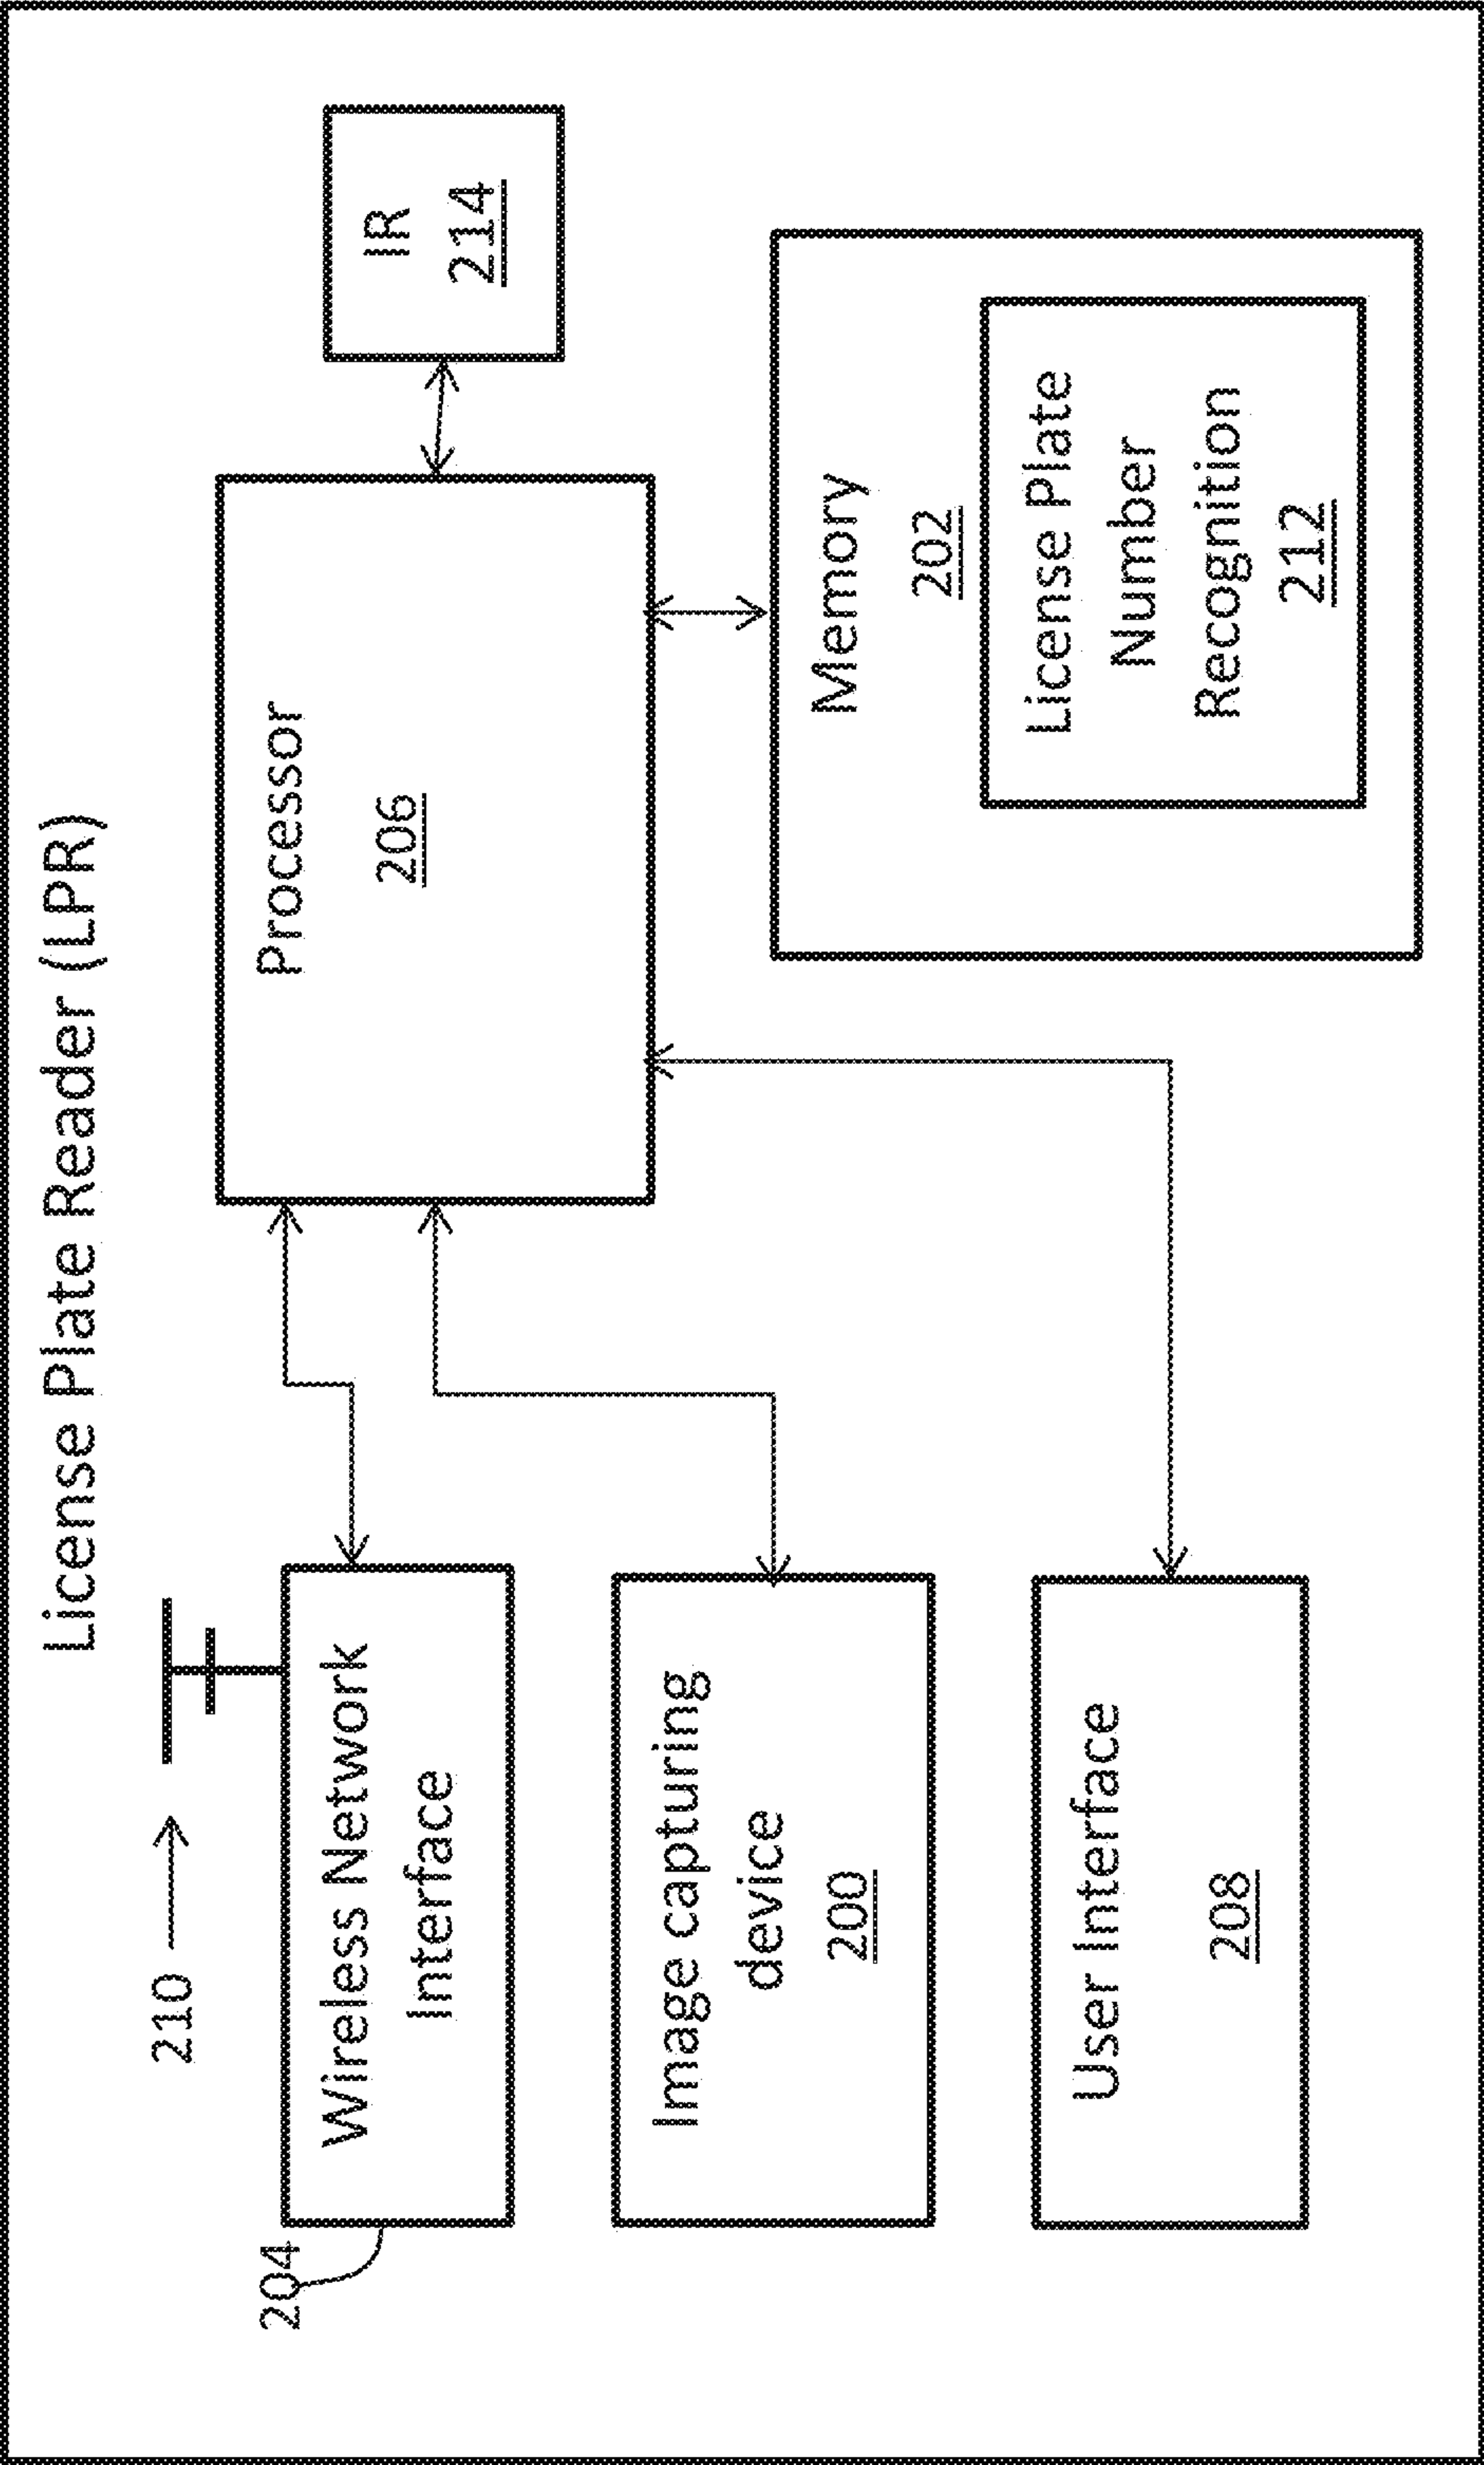 License Plate Reader (LPR)
210
204
Wireless Network
Interface
Image capturing
device
200
User Interface
208
Processor
206
IR
214
Memory
202
License Plate
Number
Recognition
212